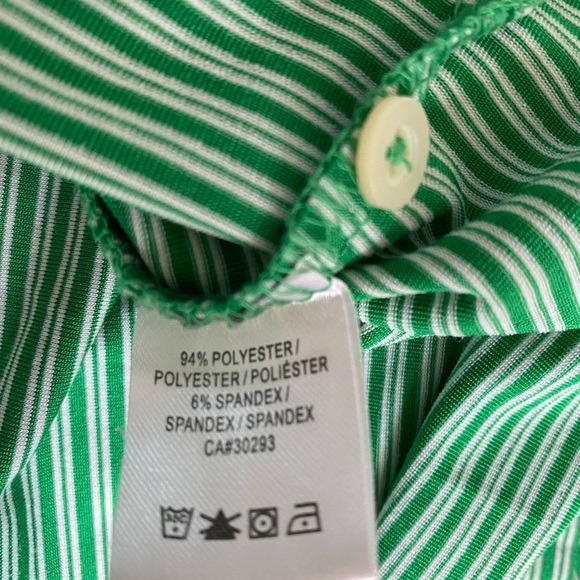 94% POLYESTER /
POLYESTER / POLIÉSTER
6% SPANDEX /
SPANDEX / SPANDEX
CA#30293